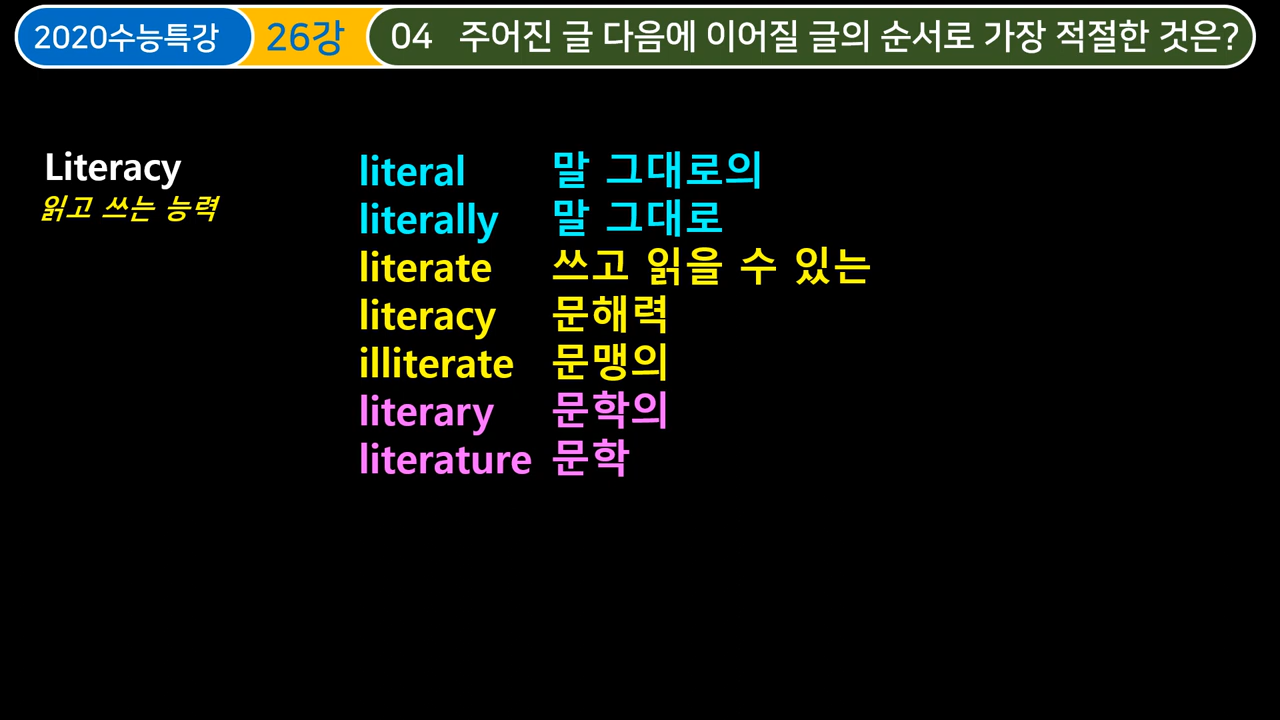 2020수능특강 26강 04 주어진 글 다음에 이어질 글의 순서로 가장 적절한 것은?
Literacy
읽고 쓰는 능력
literal 말 그대로의
literally 말 그대로
literate 쓰고 읽을 수 있는
literacy 문해력
illiterate 문맹의
literary 문학의
literature 문학